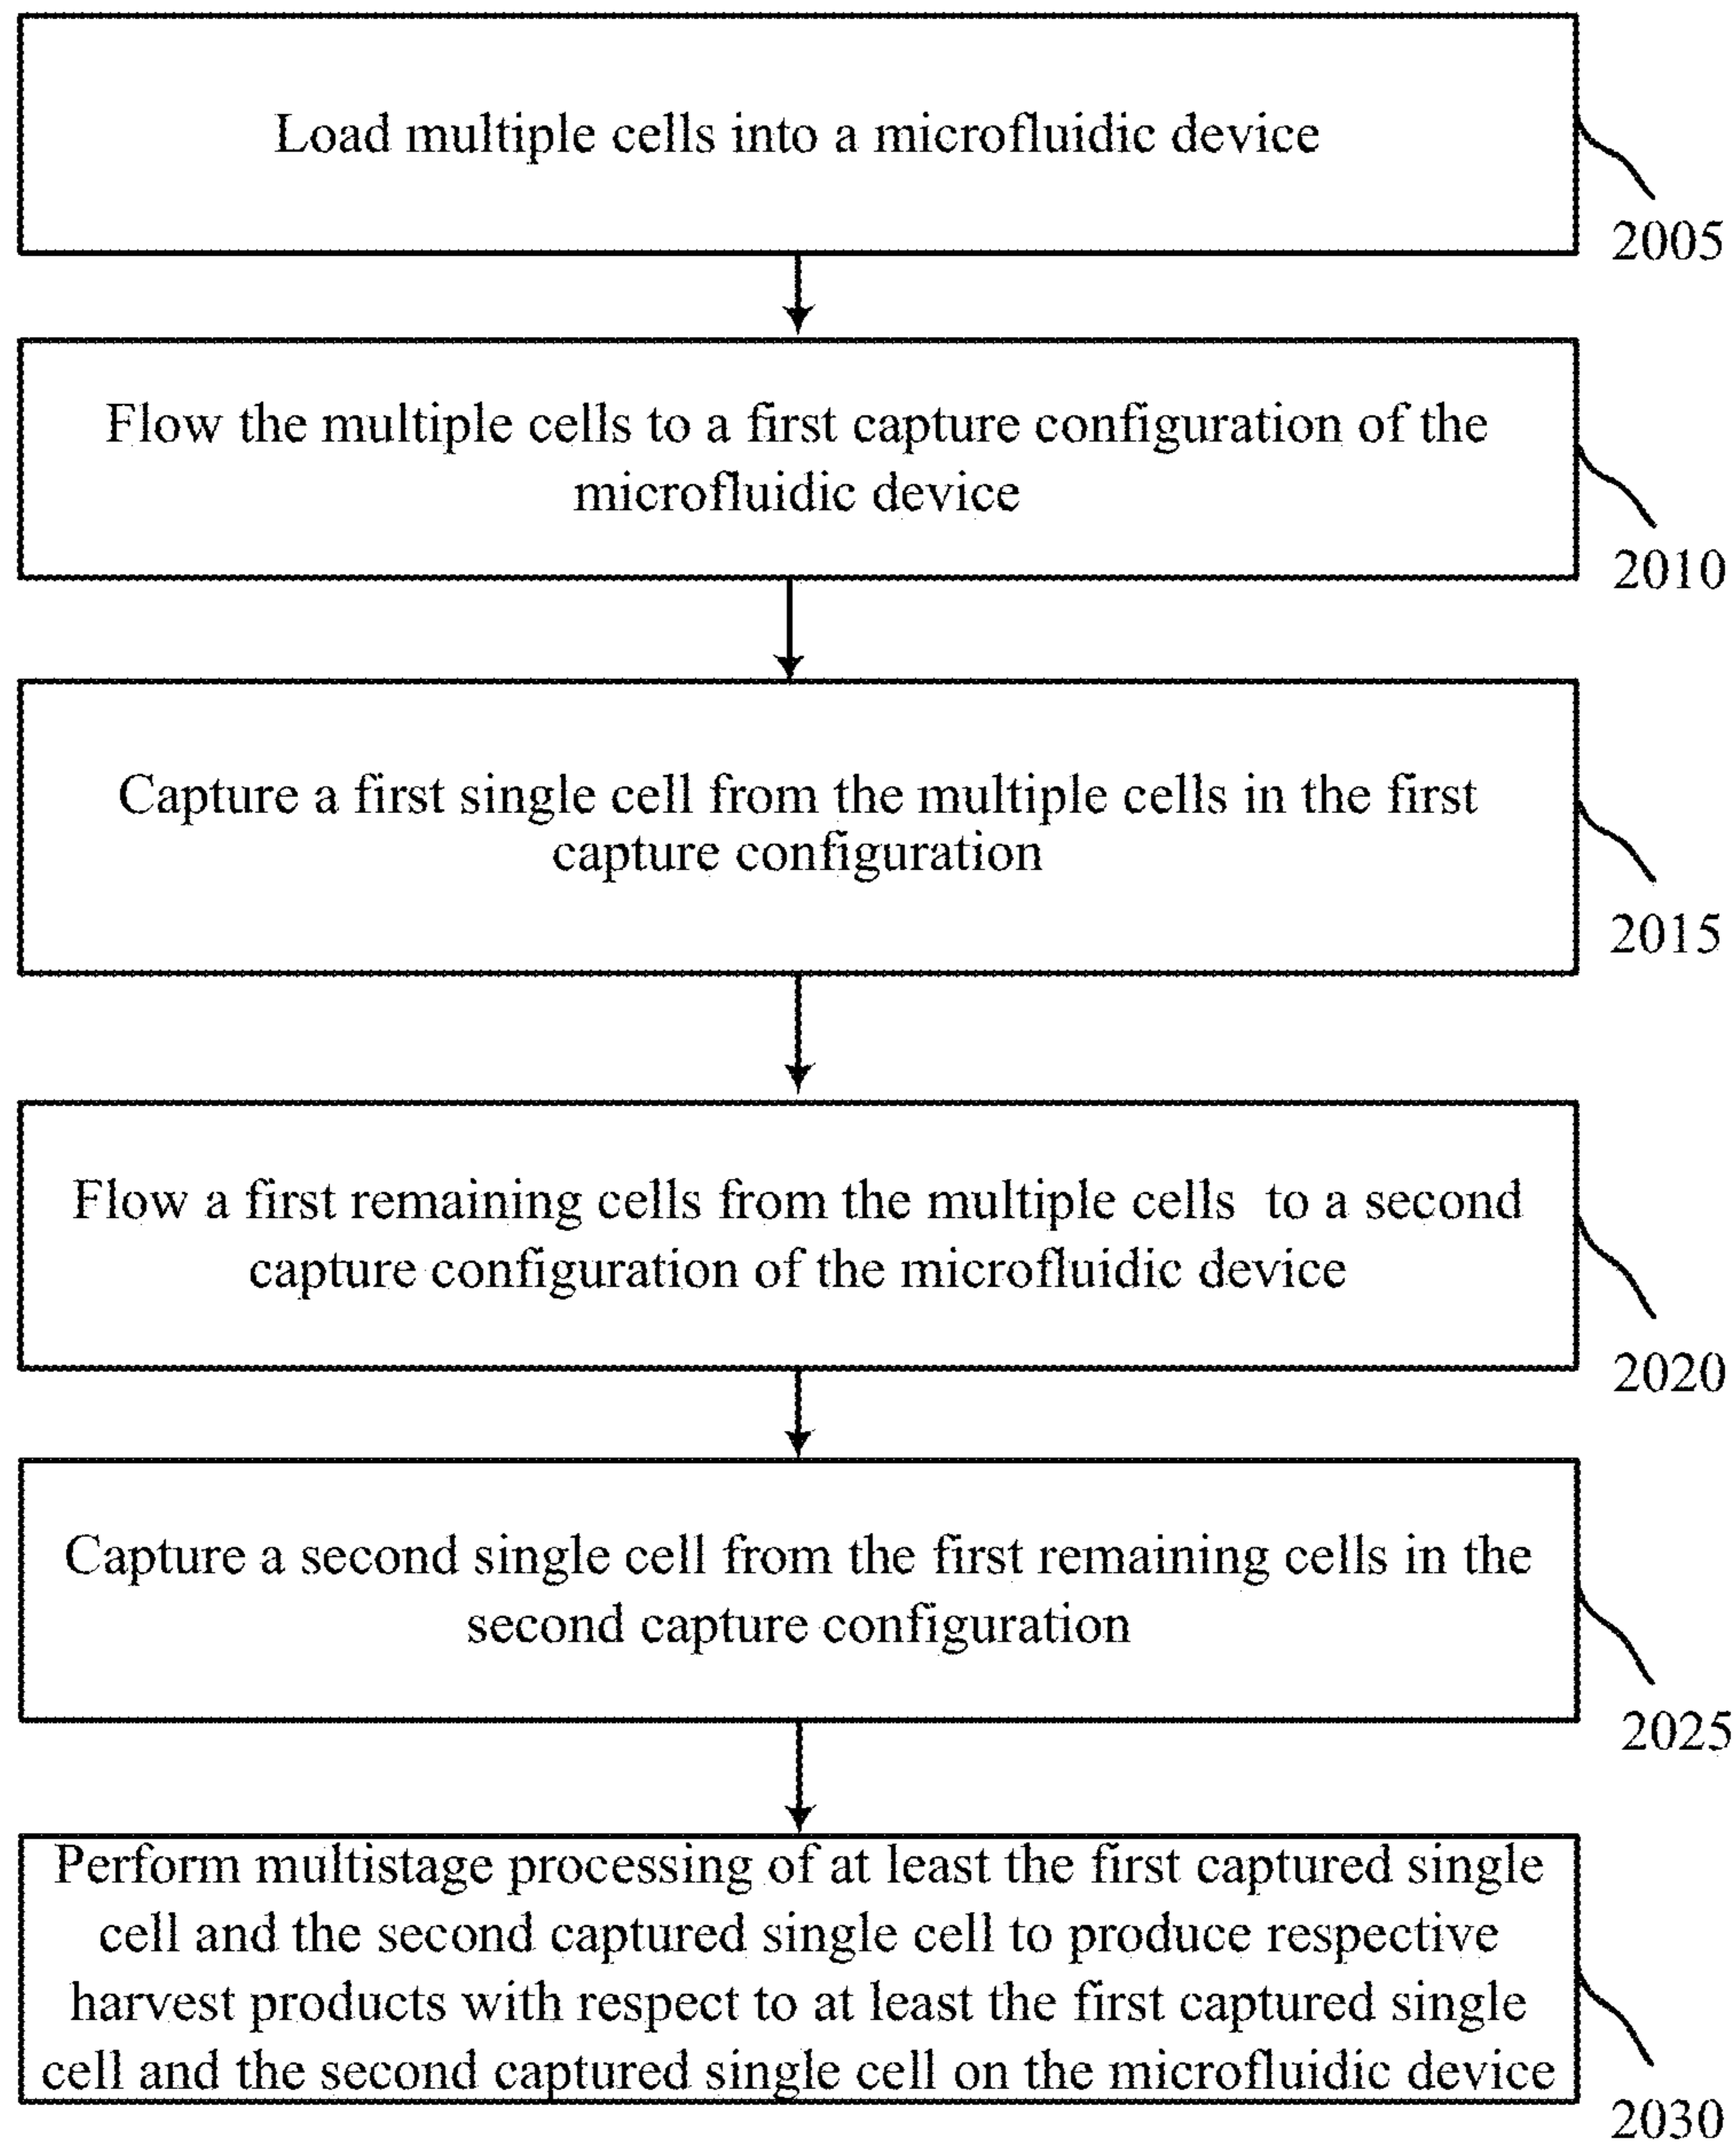 Load multiple cells into a microfluidic device
2005
Flow the multiple cells to a first capture configuration of the
microfluidic device
2010
Capture a first single cell from the multiple cells in the first
capture configuration
2015
Flow a first remaining cells from the multiple cells to a second
capture configuration of the microfluidic device
2020
Capture a second single cell from the first remaining cells in the
second capture configuration
2025
Perform multistage processing of at least the first captured single
cell and the second captured single cell to produce respective
harvest products with respect to at least the first captured single
cell and the second captured single cell on the microfluidic device
2030